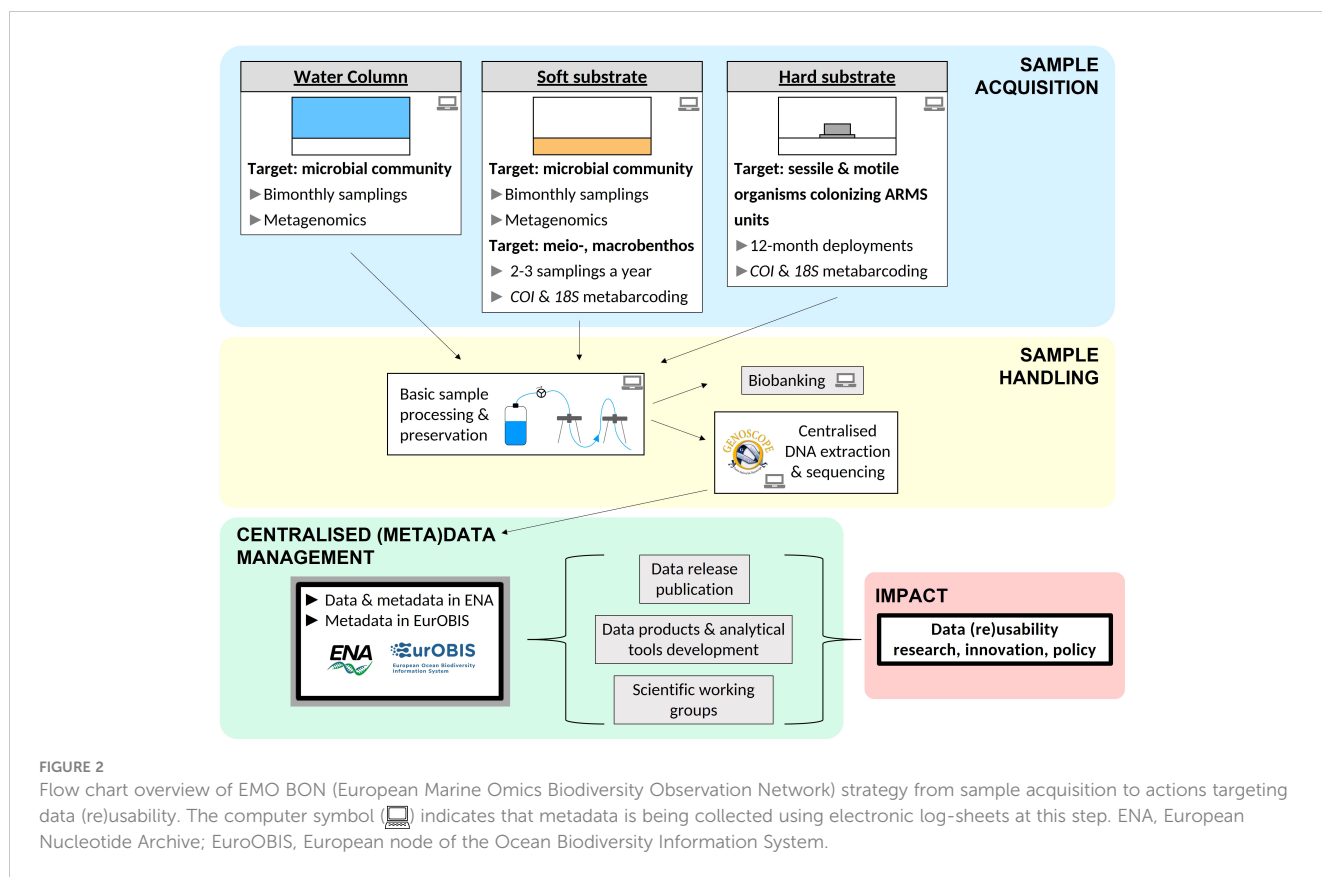 SAMPLE
ACQUISITION
Water Column
Target: microbial community
▶Bimonthly samplings
▶Metagenomics
Soft substrate
Target: microbial community
▶Bimonthly samplings
▶Metagenomics
Target: meio-, macrobenthos
▶ 2-3 samplings a year
▶ COI & 18S metabarcoding
Hard substrate
Target: sessile & motile
organisms colonizing ARMS
units
▶12-month deployments
▶COI & 18S metabarcoding
SAMPLE
HANDLING
Basic sample
processing &
preservation
Biobanking
GENOSCOPE
Centralised
DNA extraction
& sequencing
CENTRALISED (META)DATA
MANAGEMENT
▶ Data & metadata in ENA
▶ Metadata in EurOBIS
ENA
EurOBIS
European Ocean Biodiversity
Information System
Data release
publication
Data products & analytical
tools development
Scientific working
groups
IMPACT
Data (re)usability
research, innovation, policy
FIGURE 2
Flow chart overview of EMO BON (European Marine Omics Biodiversity Observation Network) strategy from sample acquisition to actions targeting
data (re)usability. The computer symbol () indicates that metadata is being collected using electronic log-sheets at this step. ENA, European
Nucleotide Archive; EuroOBIS, European node of the Ocean Biodiversity Information System.